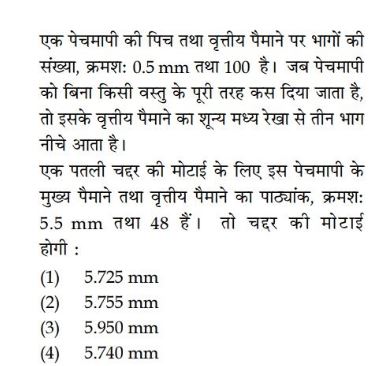 एक पेचमापी की पिच तथा वृत्तीय पैमाने पर भागों की
संख्या, क्रमश: 0.5 mm तथा 100 है। जब पेचमापी
को बिना किसी वस्तु के पूरी तरह कस दिया जाता है,
तो इसके वृत्तीय पैमाने का शून्य मध्य रेखा से तीन भाग
नीचे आता है।
एक पतली चद्दर की मोटाई के लिए इस पेचमापी के
मुख्य पैमाने तथा वृत्तीय पैमाने का पाठ्यांक, क्रमश:
5.5 mm तथा 48 हैं। तो चद्दर की मोटाई
होगी :
(1) 5.725 mm
(2) 5.755 mm
(3) 5.950 mm
(4) 5.740 mm